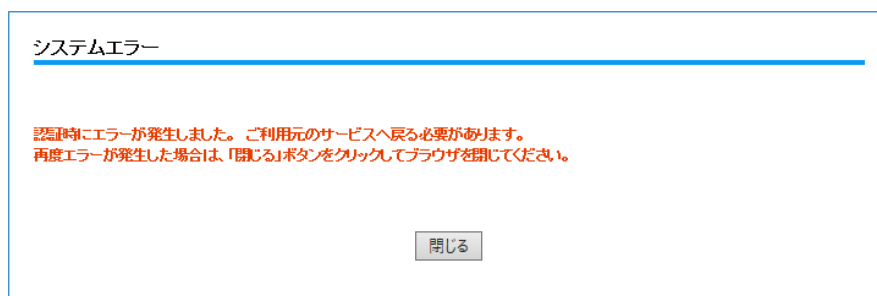 システムエラー
認証時にエラーが発生しました。 ご利用元のサービスへ戻る必要があります。
再度エラーが発生した場合は、「閉じる」ボタンをクリックしてブラウザを閉じてください。
閉じる